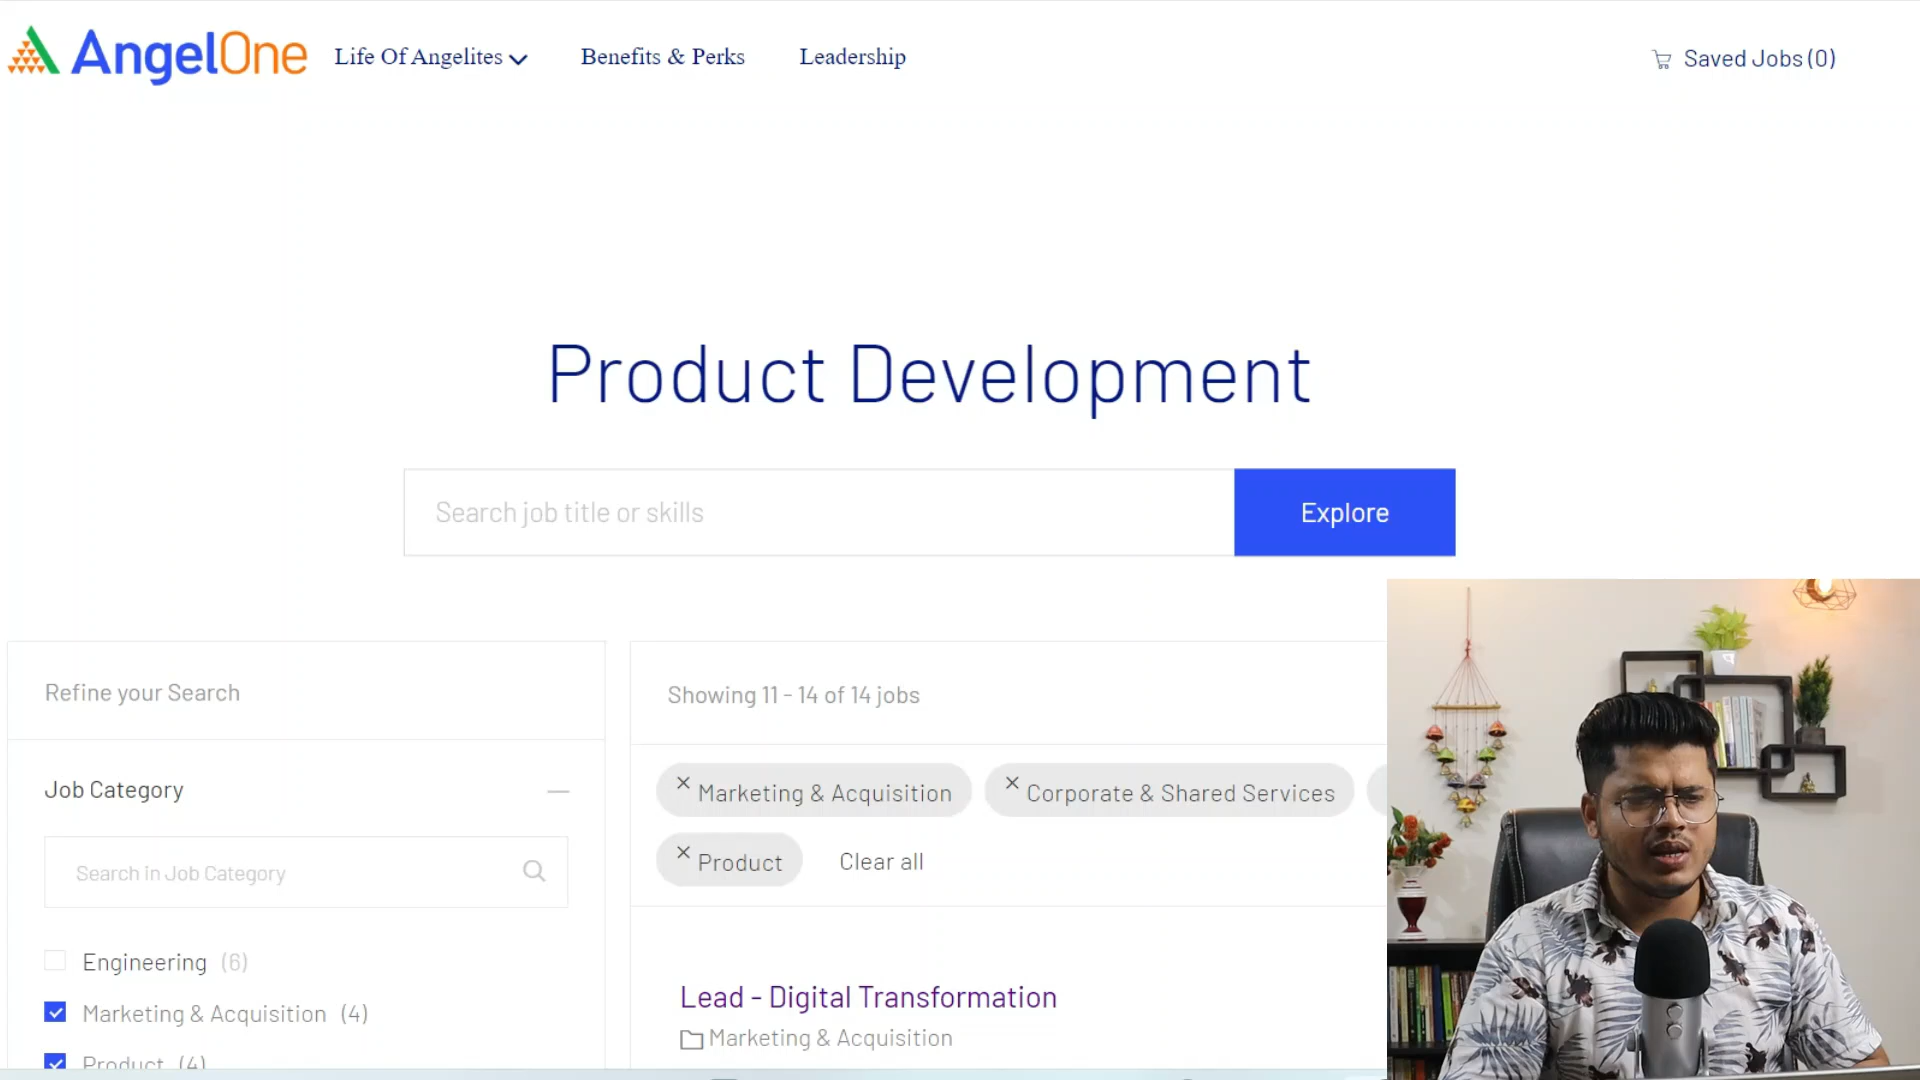 AngelOne
Life Of Angelites
Benefits & Perks
Leadership
Saved Jobs (0)
Product Development
Search job title or skills
Explore
Refine your Search
Showing 11 - 14 of 14 jobs
Job Category
Marketing & Acquisition
Corporate & Shared Services
Product
Clear all
Search in Job Category
Engineering (6)
Lead - Digital Transformation
Marketing & Acquisition (4)
Marketing & Acquisition
Product (4)